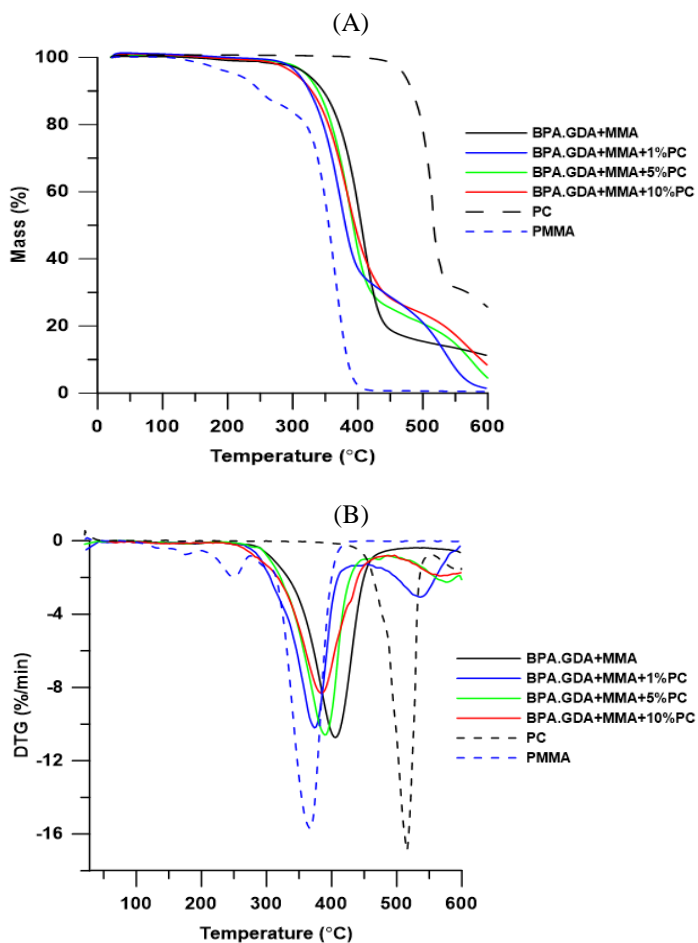 (A)
100
80
60
40
20
0
Mass (%)
0 100 200 300 400 500 600
Temperature (°C)
BPA.GDA+MMA
BPA.GDA+MMA+1%PC
BPA.GDA+MMA+5%PC
BPA.GDA+MMA+10%PC
PC
PMMA
(B)
0
-4
-8
-12
-16
DTG (%/min)
100 200 300 400 500 600
Temperature (°C)
BPA.GDA+MMA
BPA.GDA+MMA+1%PC
BPA.GDA+MMA+5%PC
BPA.GDA+MMA+10%PC
PC
PMMA